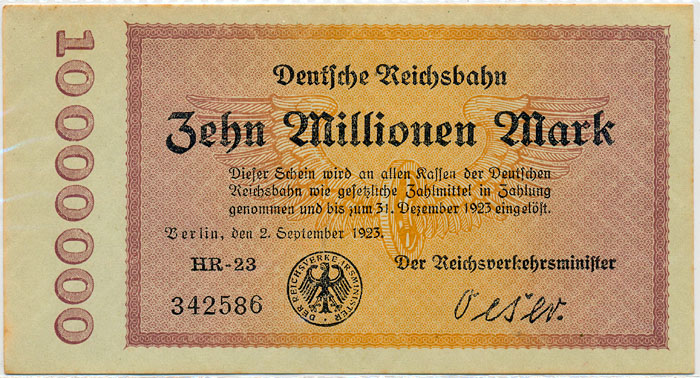 10000000
Deutsche Reichsbahn
Zehn Millionen Mark
Dieser Schein wird an allen Kassen der Deutschen
Reichsbahn wie gesetzliche Zahlmittel in Zahlung
genommen und bis zum 31. Dezember 1923 eingelöst.
Berlin, den 2. September 1923.
HR-23
Der Reichsverkehrsminister
342586
DER REICHSVERKEHRSMINISTER
Oeser.